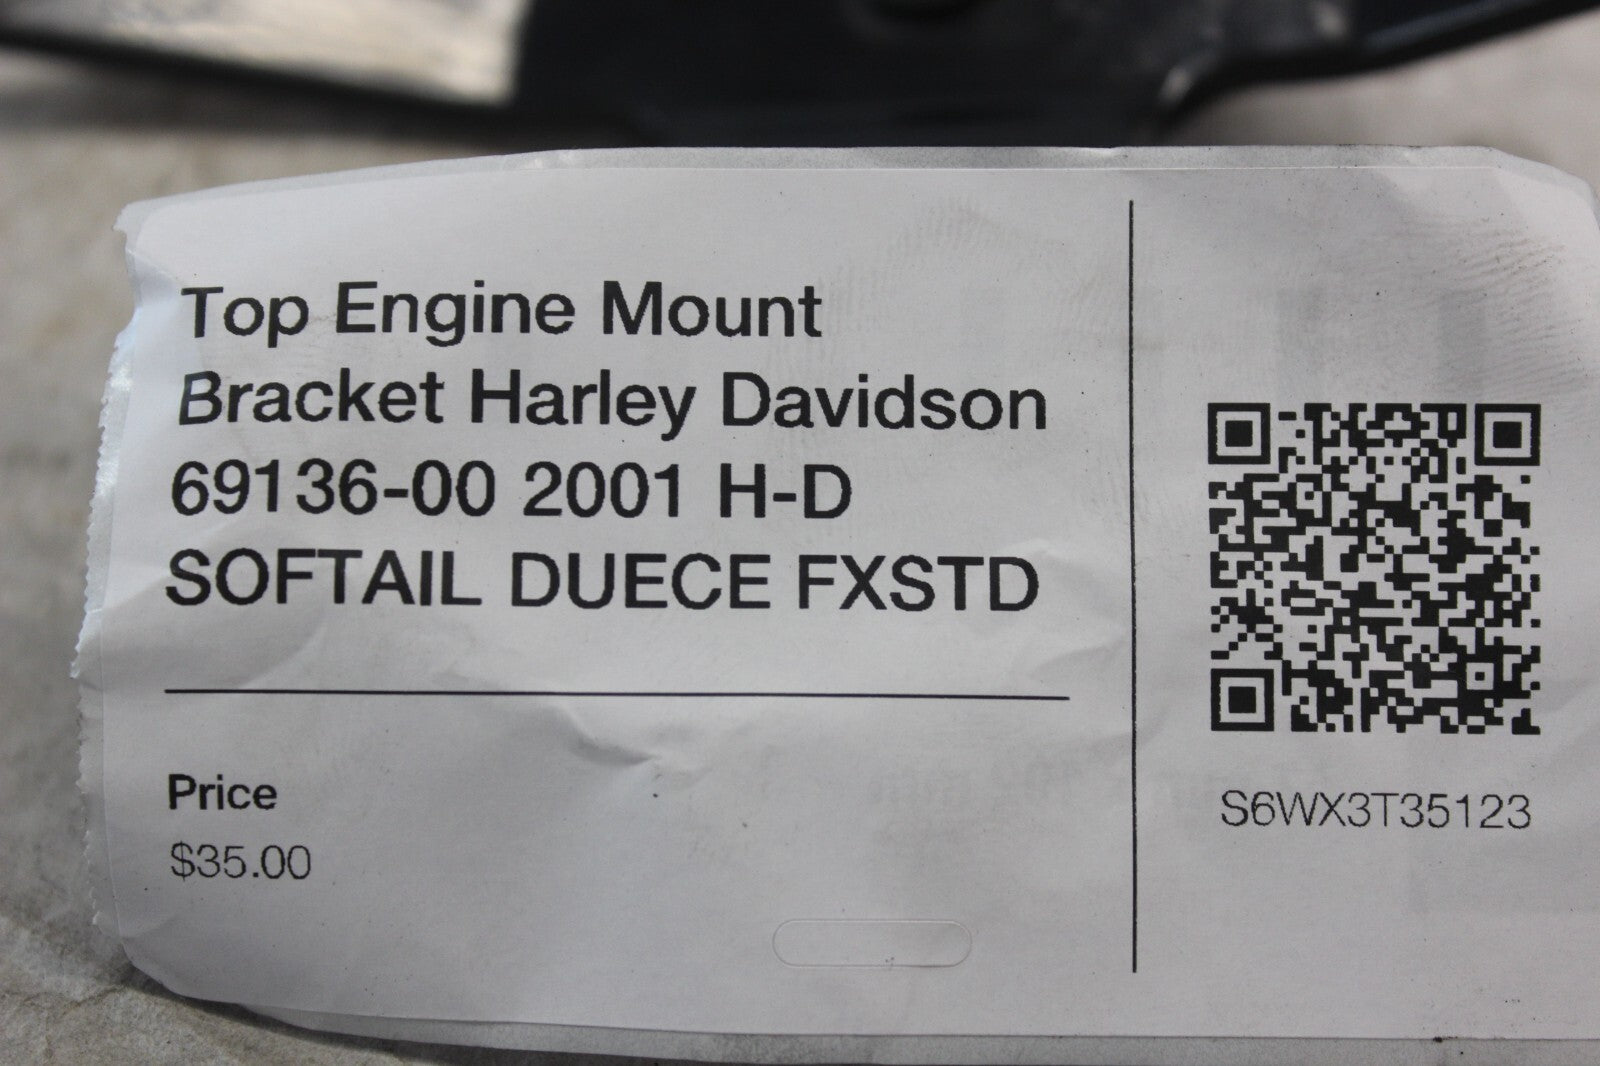 Top Engine Mount
Bracket Harley Davidson
69136-00 2001 H-D
SOFTAIL DUECE FXSTD
Price
$35.00
S6WX3T35123